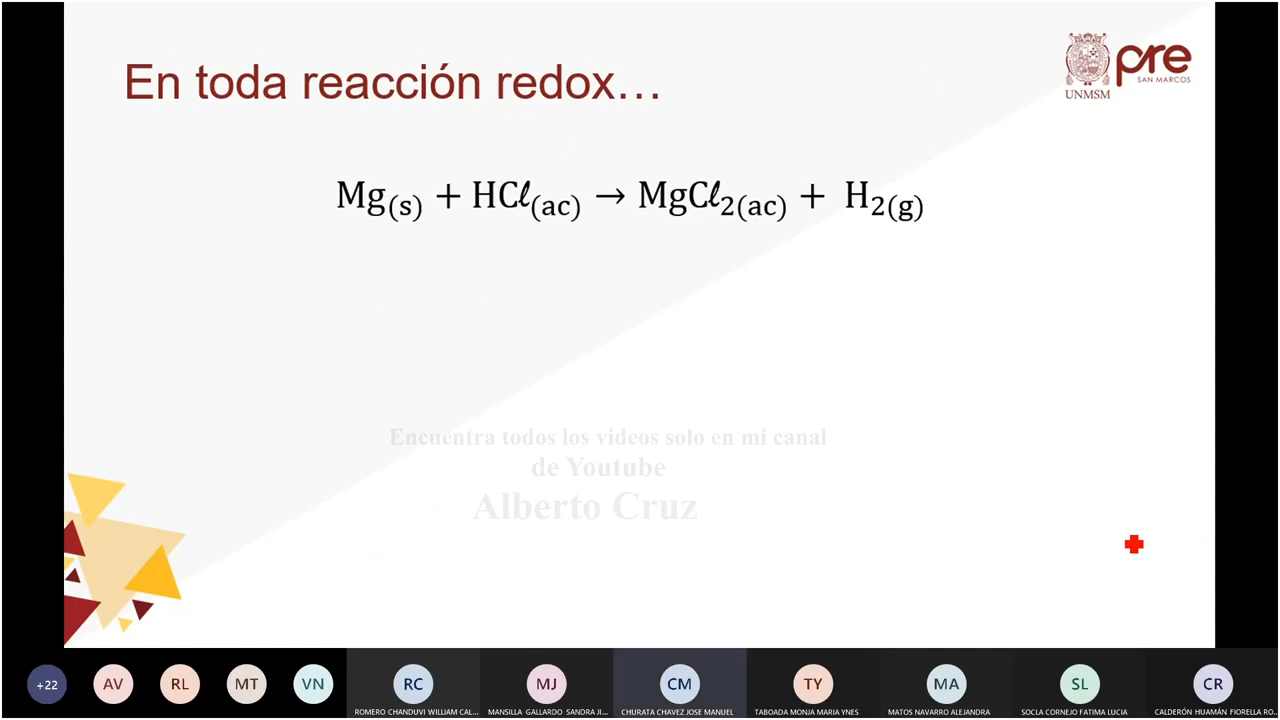 En toda reacción redox…
pre
SAN MARCOS
UNMSM
Mg(s) + HCℓ(ac) → MgCℓ2(ac) + H2(g)
Encuentra todos los videos solo en mi canal
de Youtube
Alberto Cruz
+22 AV RL MT VN RC MJ CM TY MA SL CR
ROMERO CHANDUVI WILLIAM CAL... MANSILLA GALLARDO SANDRA JI... CHURATA CHAVEZ JOSE MANUEL TABOADA MONJA MARIA YNES MATOS NAVARRO ALEJANDRA SOCLA CORNEJO FATIMA LUCIA CALDERÓN HUAMÁN FIORELLA RO...